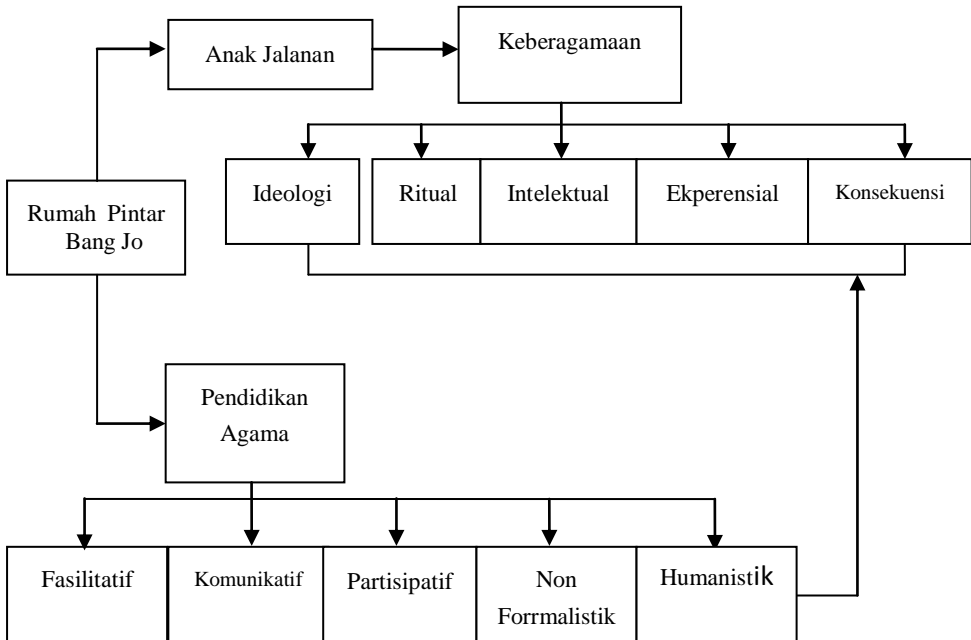 Anak Jalanan
Keberagamaan
Ideologi
Ritual
Intelektual
Ekperensial
Konsekuensi
Rumah Pintar
Bang Jo
Pendidikan
Agama
Fasilitatif
Komunikatif
Partisipatif
Non
Forrmalistik
Humanistik